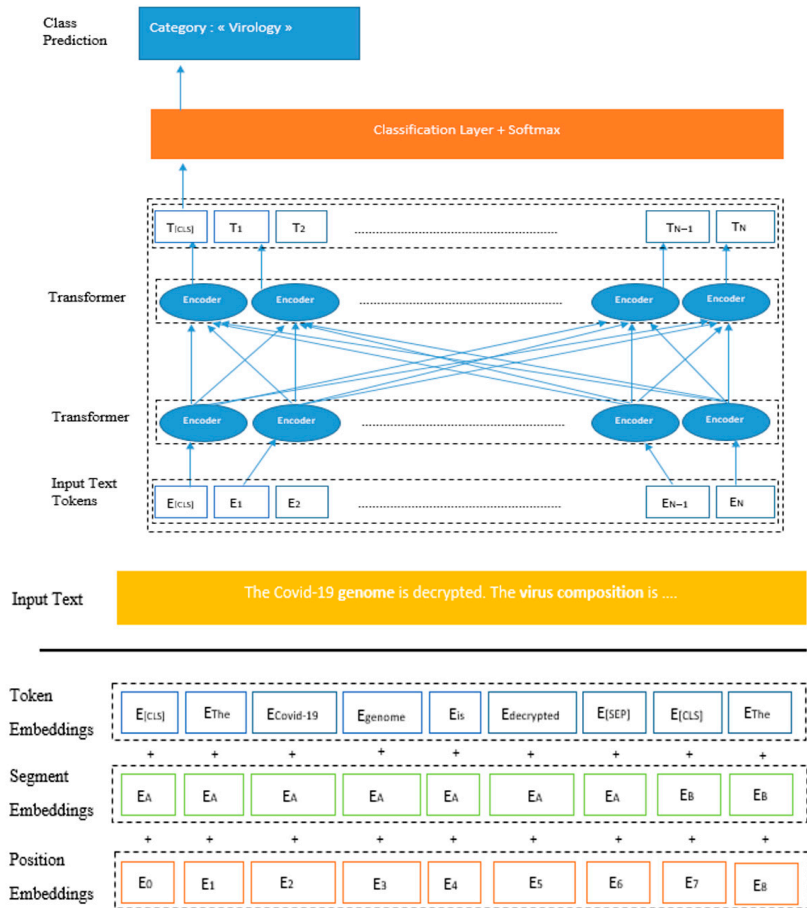 Class
Prediction
Category : « Virology »
Classification Layer + Softmax
T[CLS] T1 T2 ........................................................ TN−1 TN
Transformer
Encoder Encoder ........................................................ Encoder Encoder
Transformer
Encoder Encoder ........................................................ Encoder Encoder
Input Text
Tokens
E[CLS] E1 E2 ........................................................ EN−1 EN
Input Text
The Covid-19 genome is decrypted. The virus composition is ....
Token
Embeddings
E[CLS] EThe ECovid-19 Egenome Eis Edecrypted E[SEP] E[CLS] EThe
+ + + + + + + + +
Segment
Embeddings
EA EA EA EA EA EA EA EB EB
+ + + + + + + + +
Position
Embeddings
E0 E1 E2 E3 E4 E5 E6 E7 E8